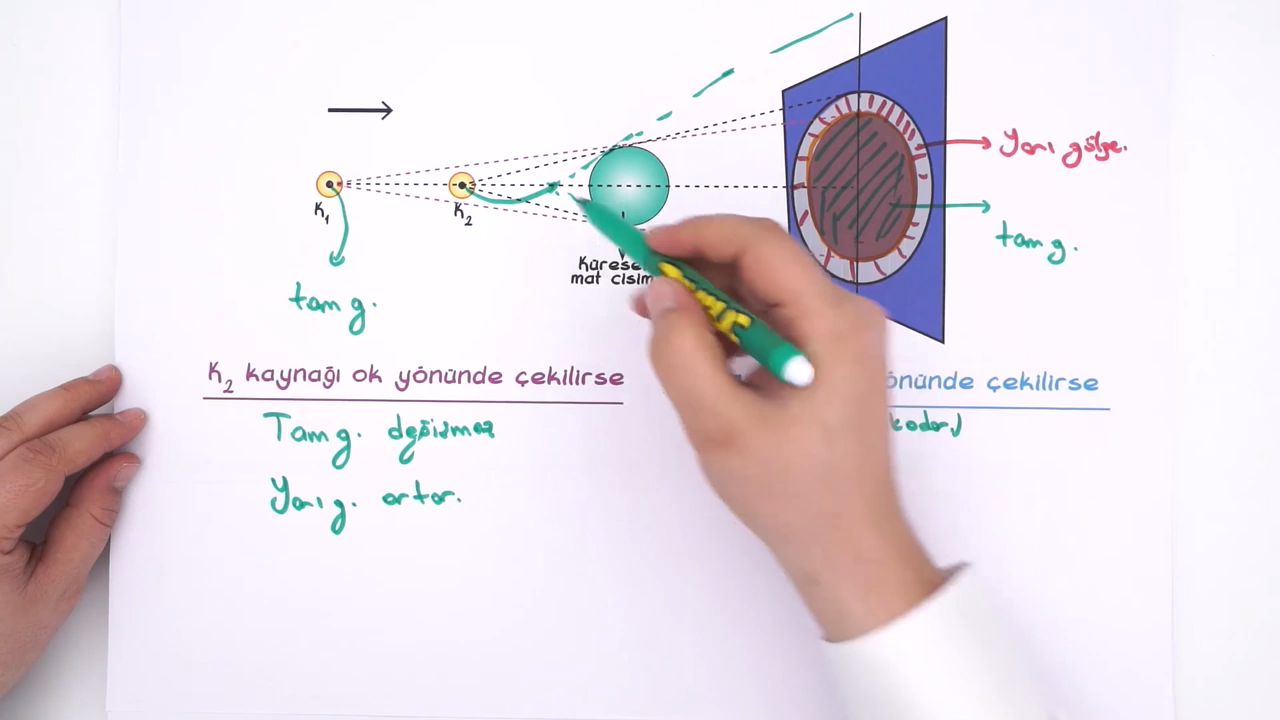 Yarı gölge.
K₁
K₂
tam g.
Küresel
mat cisim
tam g.
K₂ kaynağı ok yönünde çekilirse
önünde çekilirse
Tam g. değişmez
kadar)
Yarı g. artar.